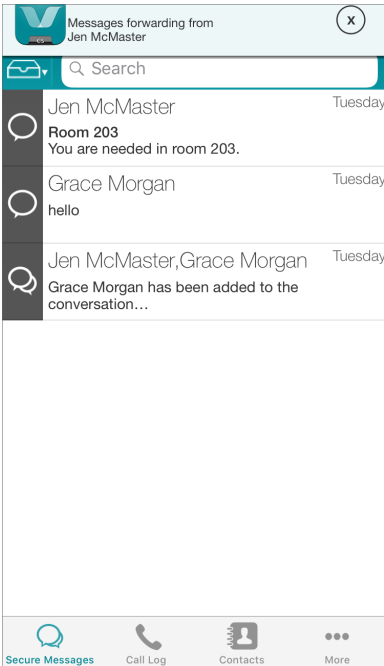 Messages forwarding from
Jen McMaster
X
CS
Search
Jen McMaster
Tuesday
Room 203
You are needed in room 203.
Grace Morgan
Tuesday
hello
Jen McMaster,Grace Morgan
Tuesday
Grace Morgan has been added to the
conversation…
Secure Messages
Call Log
Contacts
More